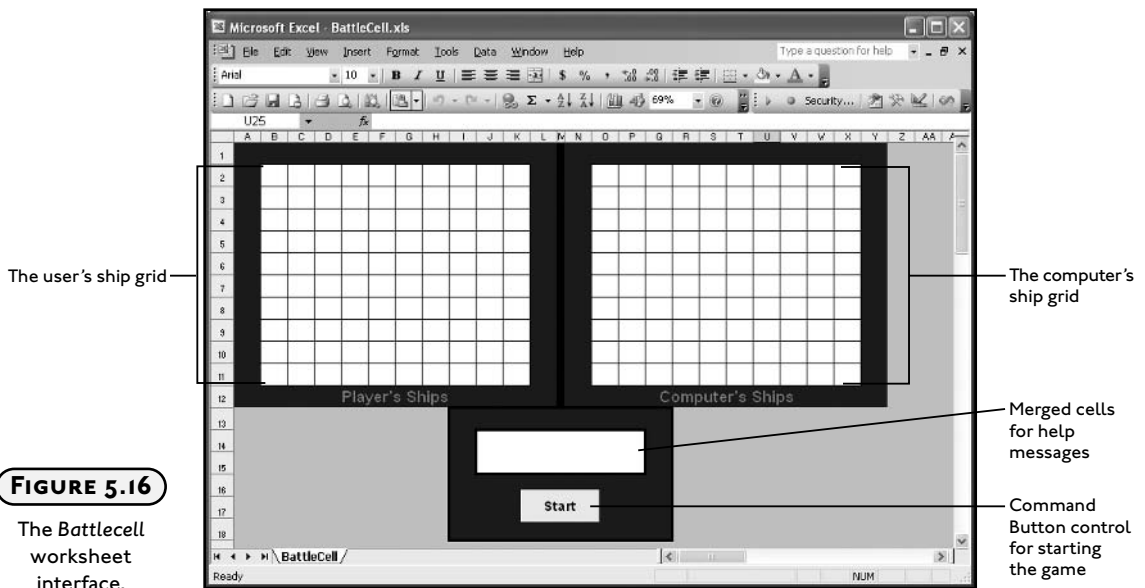 Microsoft Excel - BattleCell.xls
File Edit View Insert Format Tools Data Window Help Type a question for help
Arial 10 B I U $ % ,
Σ 69% Security...
U25 fx
A B C D E F G H I J K L M N O P Q R S T U V W X Y Z AA
1
2
3
4
5
6
7
8
9
10
11
12
13
14
15
16
17
18
The user's ship grid
The computer's
ship grid
Player's Ships Computer's Ships
Merged cells
for help
messages
Start
Command
Button control
for starting
the game
BattleCell
Ready NUM
FIGURE 5.16
The Battlecell
worksheet
interface.